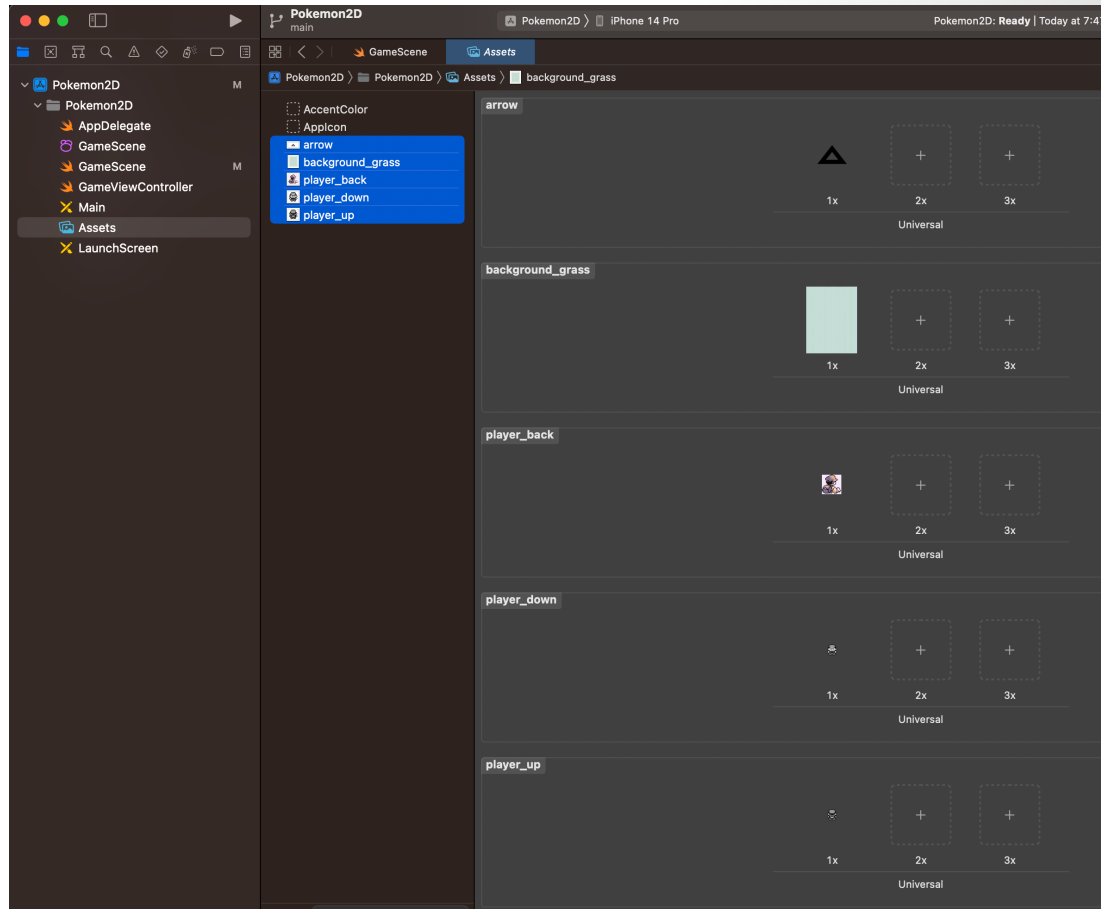 Pokemon2D
main
Pokemon2D 〉 iPhone 14 Pro
Pokemon2D: Ready | Today at 7:47
GameScene
Assets
Pokemon2D 〉 Pokemon2D 〉 Assets 〉 background_grass
Pokemon2D M
Pokemon2D
AppDelegate
GameScene
GameScene M
GameViewController
Main
Assets
LaunchScreen
AccentColor
AppIcon
arrow
background_grass
player_back
player_down
player_up
arrow
1x 2x 3x
Universal
background_grass
1x 2x 3x
Universal
player_back
1x 2x 3x
Universal
player_down
1x 2x 3x
Universal
player_up
1x 2x 3x
Universal